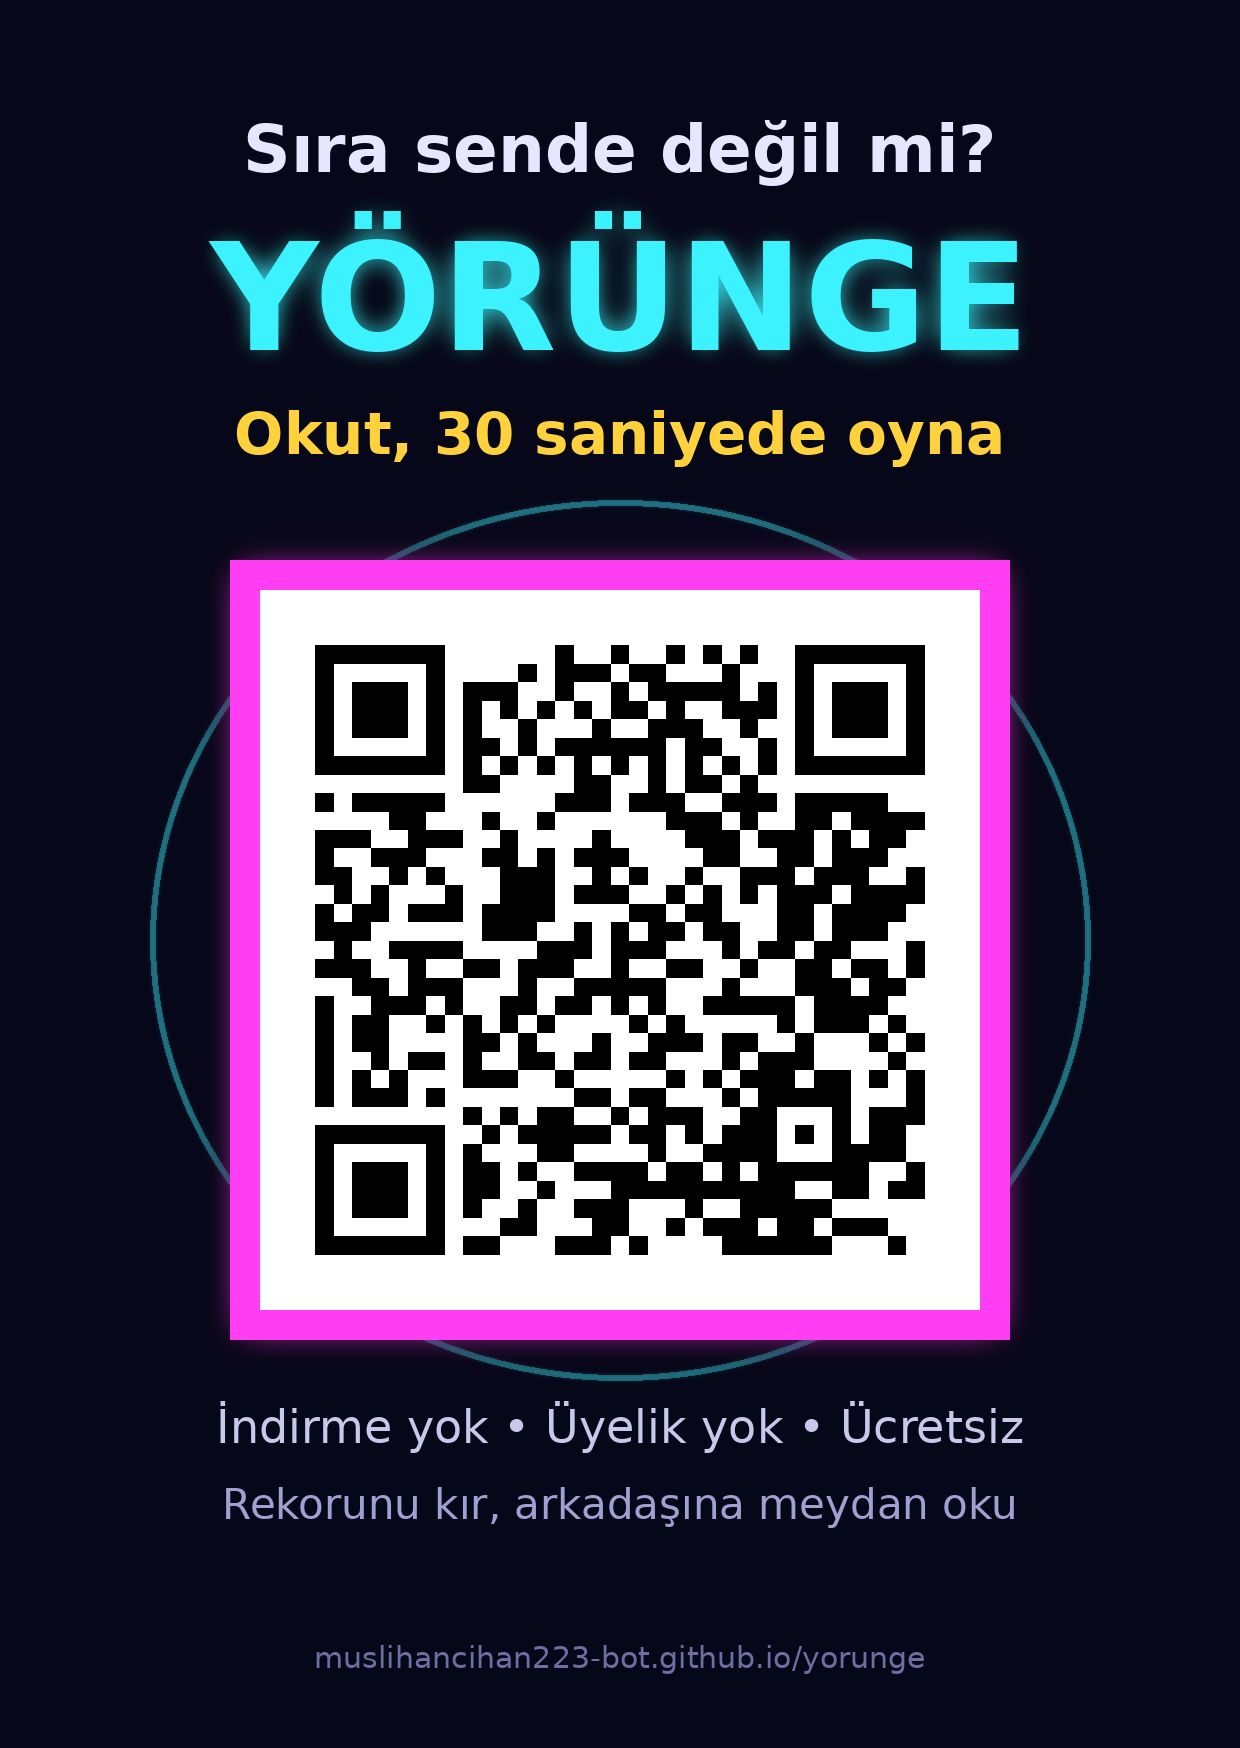 Sıra sende değil mi?
YÖRÜNGE
Okut, 30 saniyede oyna
İndirme yok • Üyelik yok • Ücretsiz
Rekorunu kır, arkadaşına meydan oku
muslihancihan223-bot.github.io/yorunge